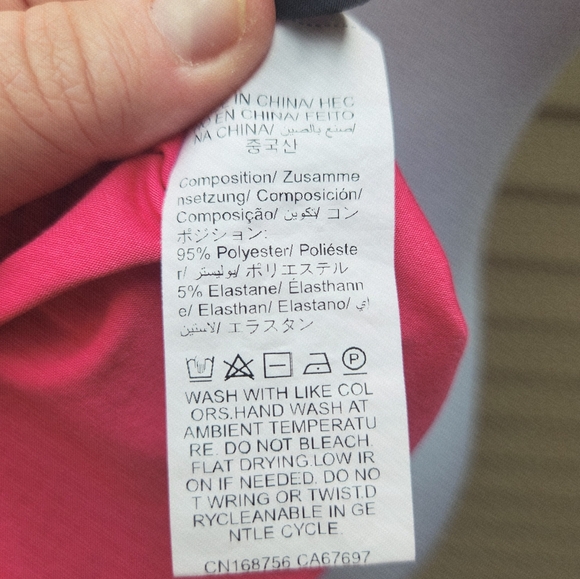 IN CHINA/ HEC
EN CHINA/ FEITO
NA CHINA/ صنع بالصين/
중국산
Composition/ Zusamme
nsetzung/ Composición/
Composição/ تكوين/ コン
ポジション:
95% Polyester/ Poliéste
r/ بوليستر/ ポリエステル
5% Elastane/ Élasthann
e/ Elasthan/ Elastano/ إي
لاستين/ エラスタン
P
WASH WITH LIKE COL
ORS.HAND WASH AT
AMBIENT TEMPERATU
RE. DO NOT BLEACH.
FLAT DRYING.LOW IR
ON IF NEEDED. DO NO
T WRING OR TWIST.D
RYCLEANABLE IN GE
NTLE CYCLE.
CN168756 CA67697